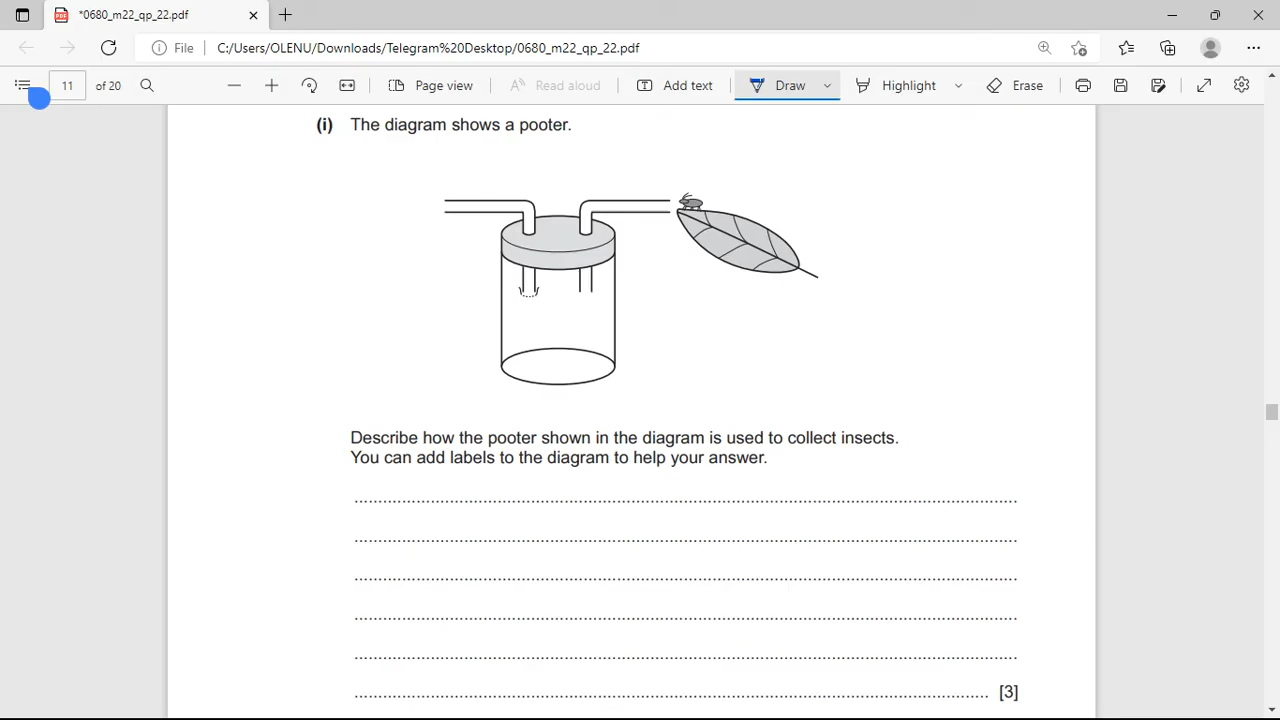 *0680_m22_qp_22.pdf
File C:/Users/OLENU/Downloads/Telegram%20Desktop/0680_m22_qp_22.pdf
11 of 20 Page view Read aloud Add text Draw Highlight Erase
(i) The diagram shows a pooter.
Describe how the pooter shown in the diagram is used to collect insects.
You can add labels to the diagram to help your answer.
[3]